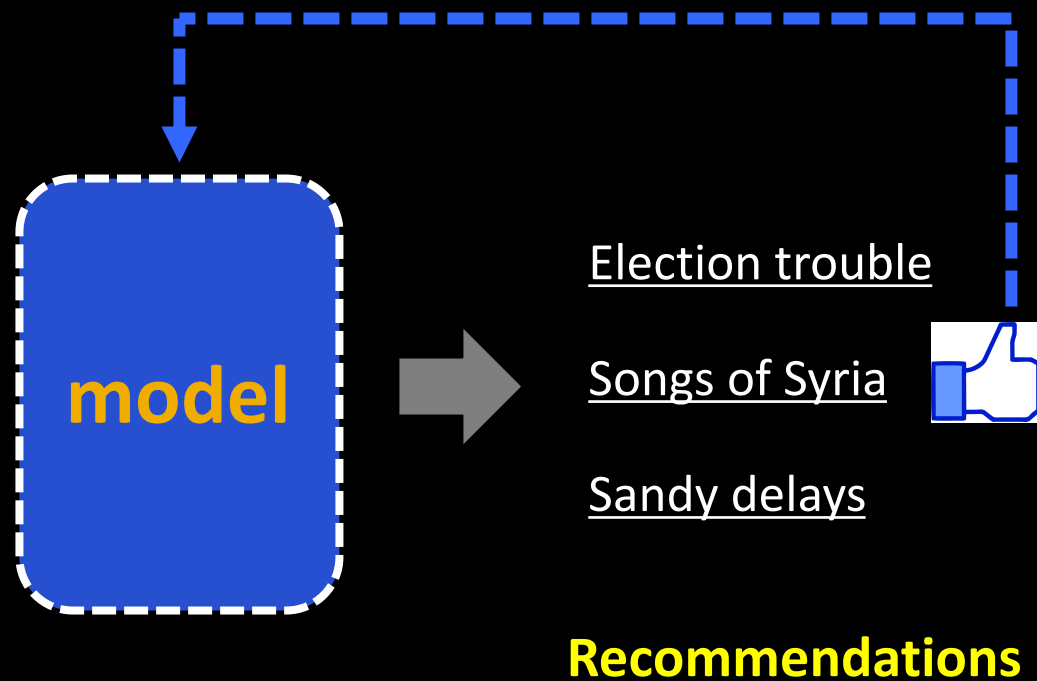 Election trouble
Songs of Syria
model
Sandy delays
Recommendations